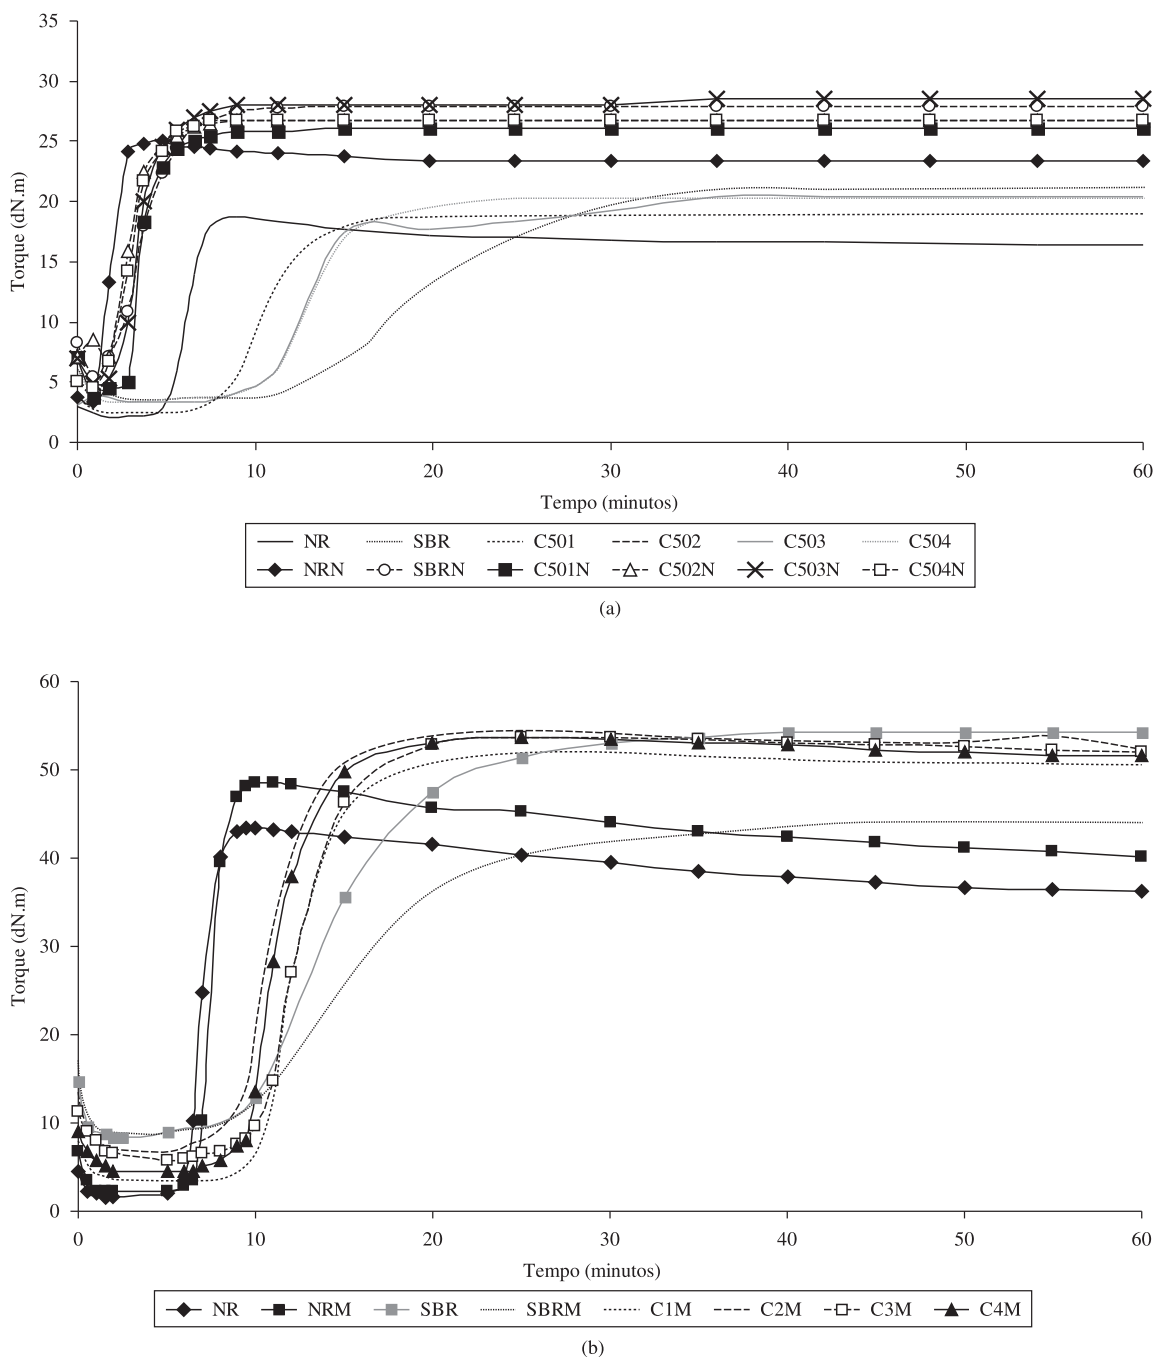 35
30
25
20
15
10
5
0
Torque (dN.m)
0 10 20 30 40 50 60
Tempo (minutos)
NR SBR C501 C502 C503 C504
NRN SBRN C501N C502N C503N C504N
(a)
60
50
40
30
20
10
0
Torque (dN.m)
0 10 20 30 40 50 60
Tempo (minutos)
NR NRM SBR SBRM C1M C2M C3M C4M
(b)